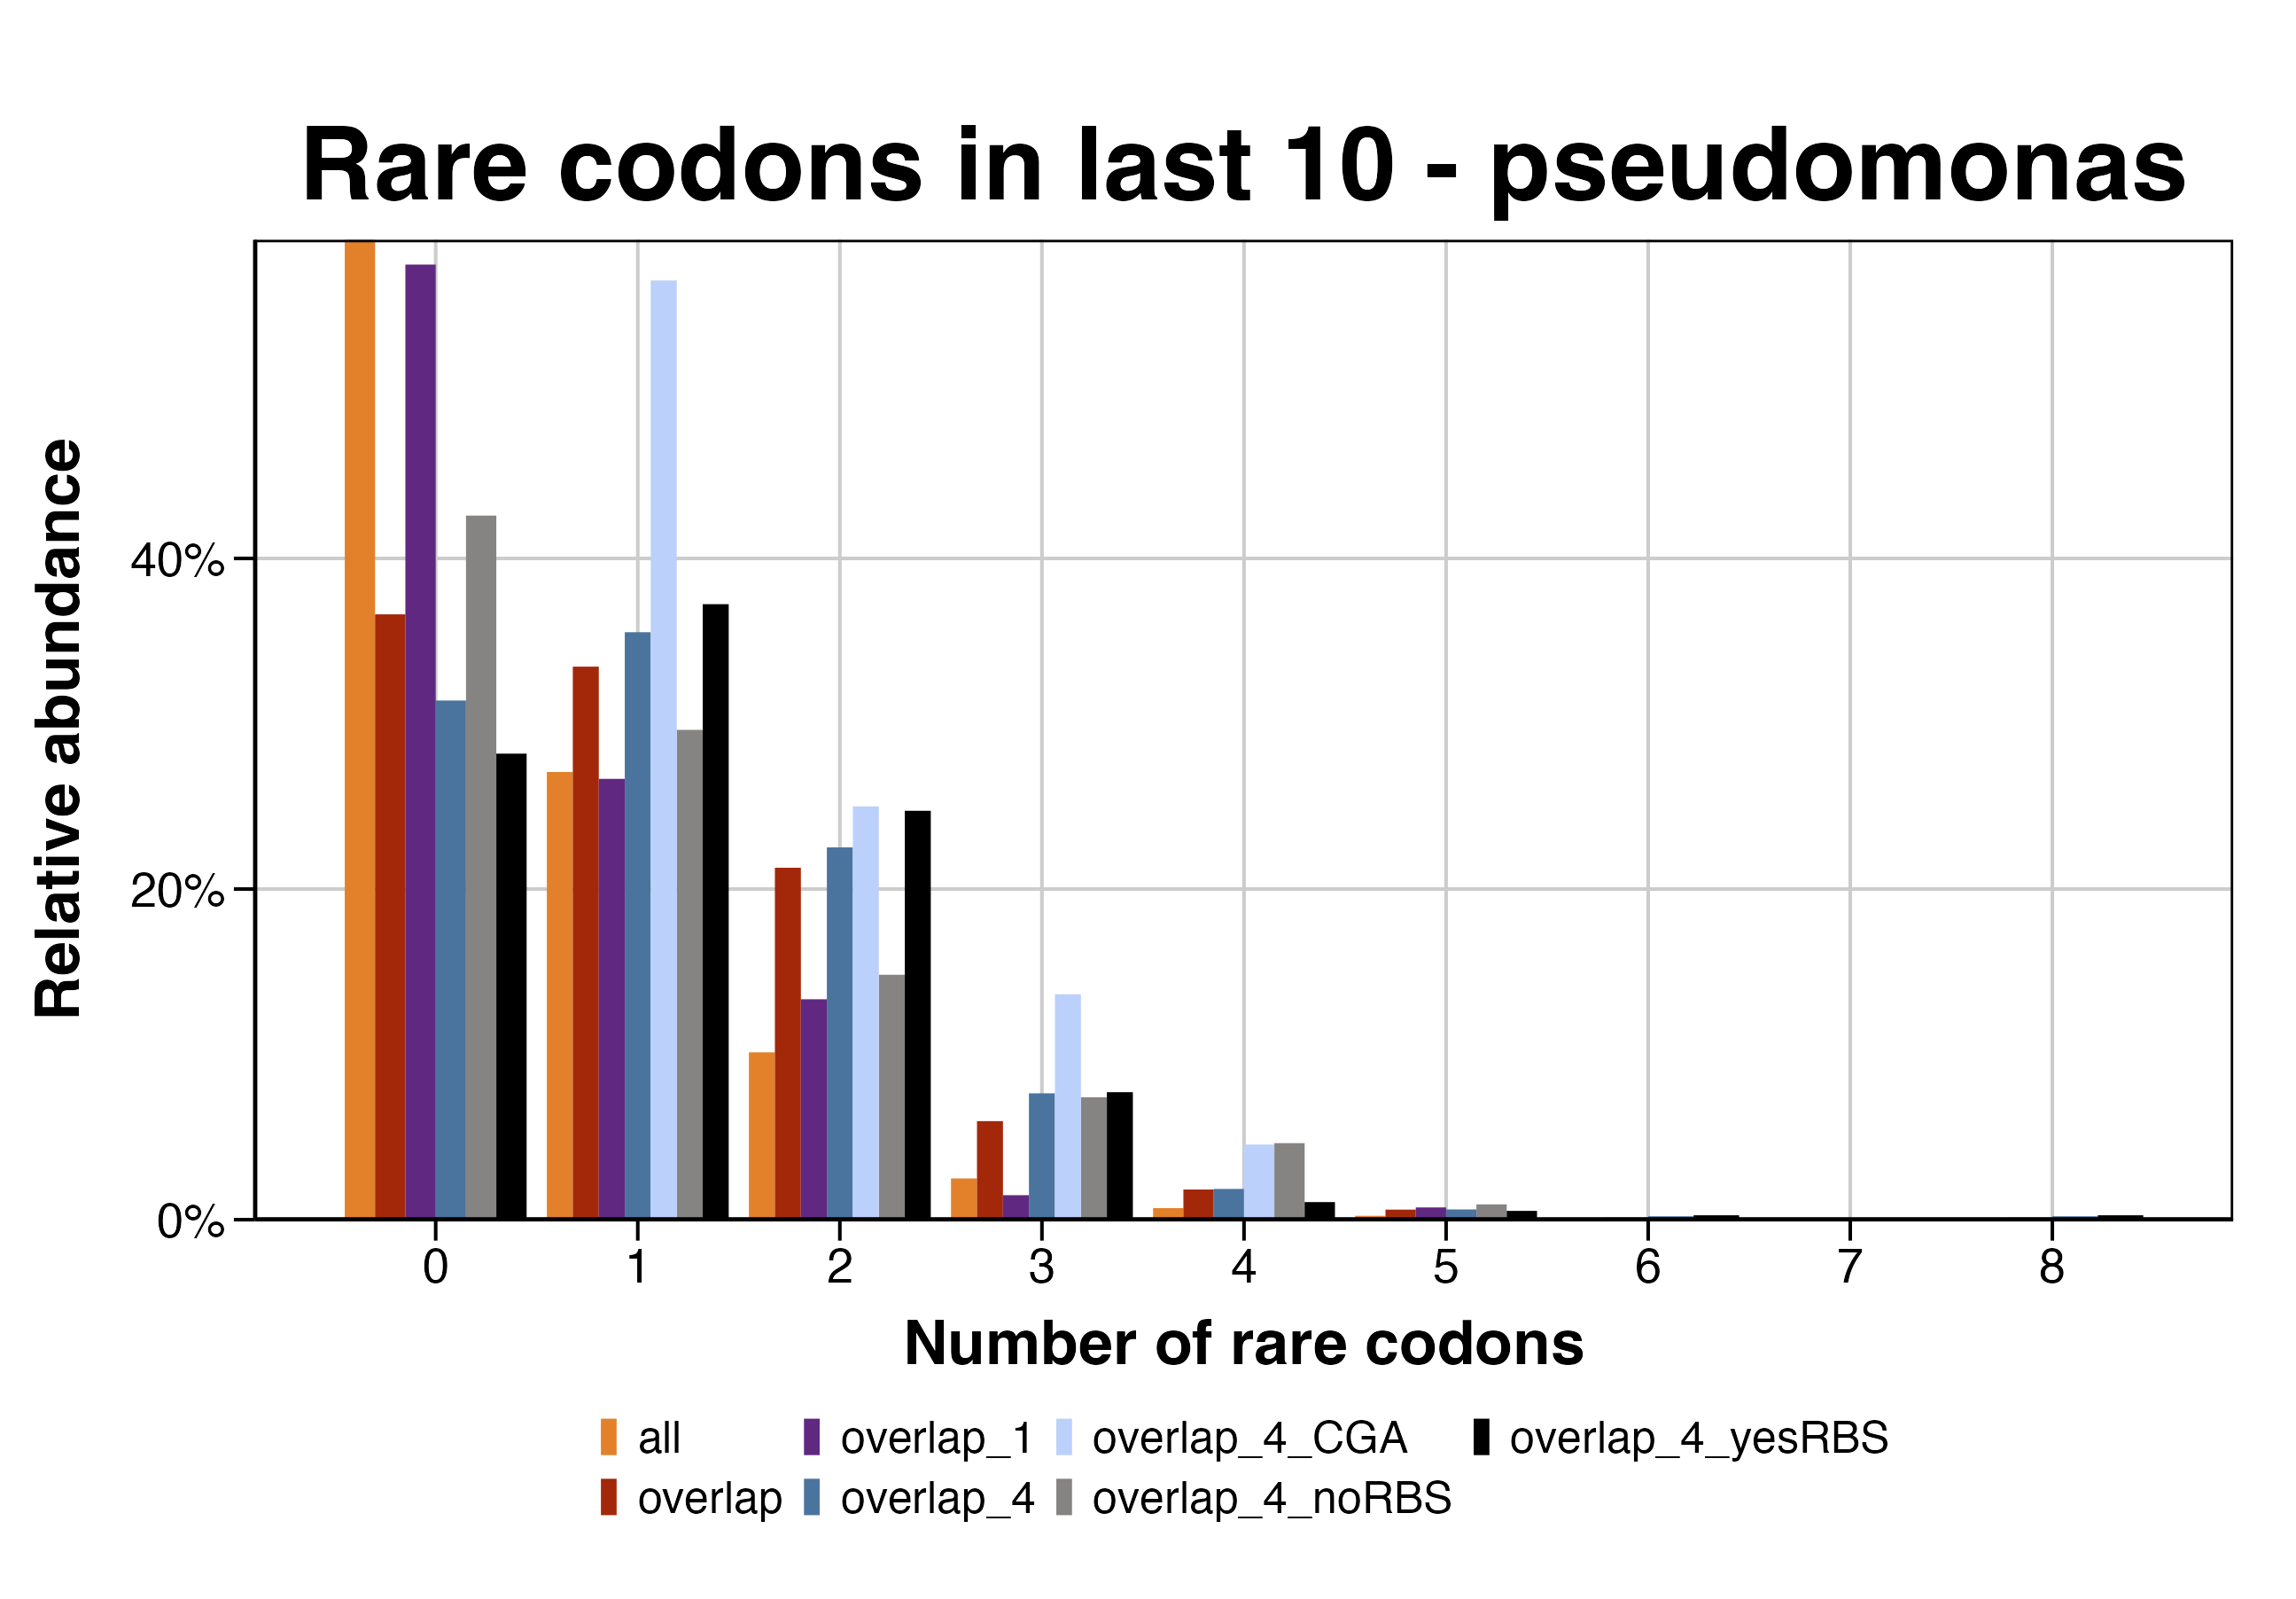 Rare codons in last 10 - pseudomonas
Relative abundance
40%
20%
0%
0 1 2 3 4 5 6 7 8
Number of rare codons
all overlap_1 overlap_4_CGA overlap_4_yesRBS
overlap overlap_4 overlap_4_noRBS